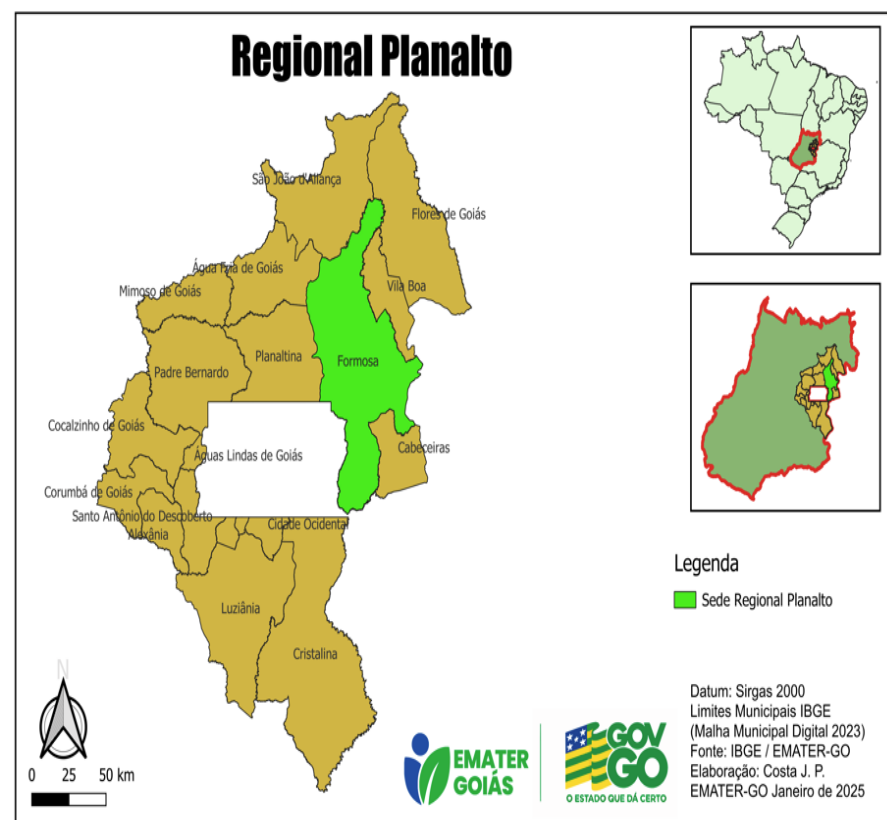 Regional Planalto
São João d'Aliança
Flores de Goiás
Água Fria de Goiás
Vila Boa
Mimoso de Goiás
Planaltina
Formosa
Padre Bernardo
Cocalzinho de Goiás
Cabeceiras
Águas Lindas de Goiás
Corumbá de Goiás
Santo Antônio do Descoberto
Cidade Ocidental
Alexânia
Luziânia
Cristalina
N
0 25 50 km
EMATER
GOIÁS
GOV
GO
O ESTADO QUE DÁ CERTO
Legenda
Sede Regional Planalto
Datum: Sirgas 2000
Limites Municipais IBGE
(Malha Municipal Digital 2023)
Fonte: IBGE / EMATER-GO
Elaboração: Costa J. P.
EMATER-GO Janeiro de 2025